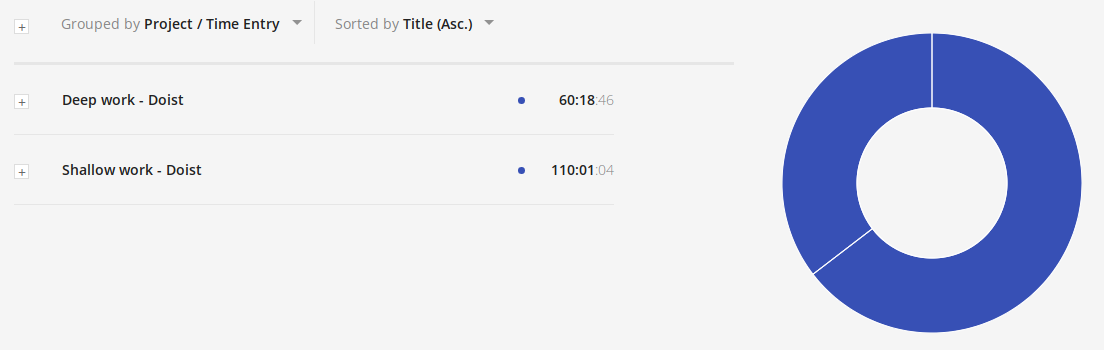 Grouped by Project / Time Entry Sorted by Title (Asc.)
Deep work - Doist 60:18:46
Shallow work - Doist 110:01:04